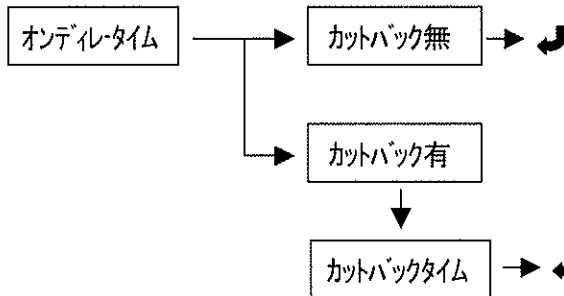 オンディレータイム
カットバック無
カットバック有
カットバックタイム